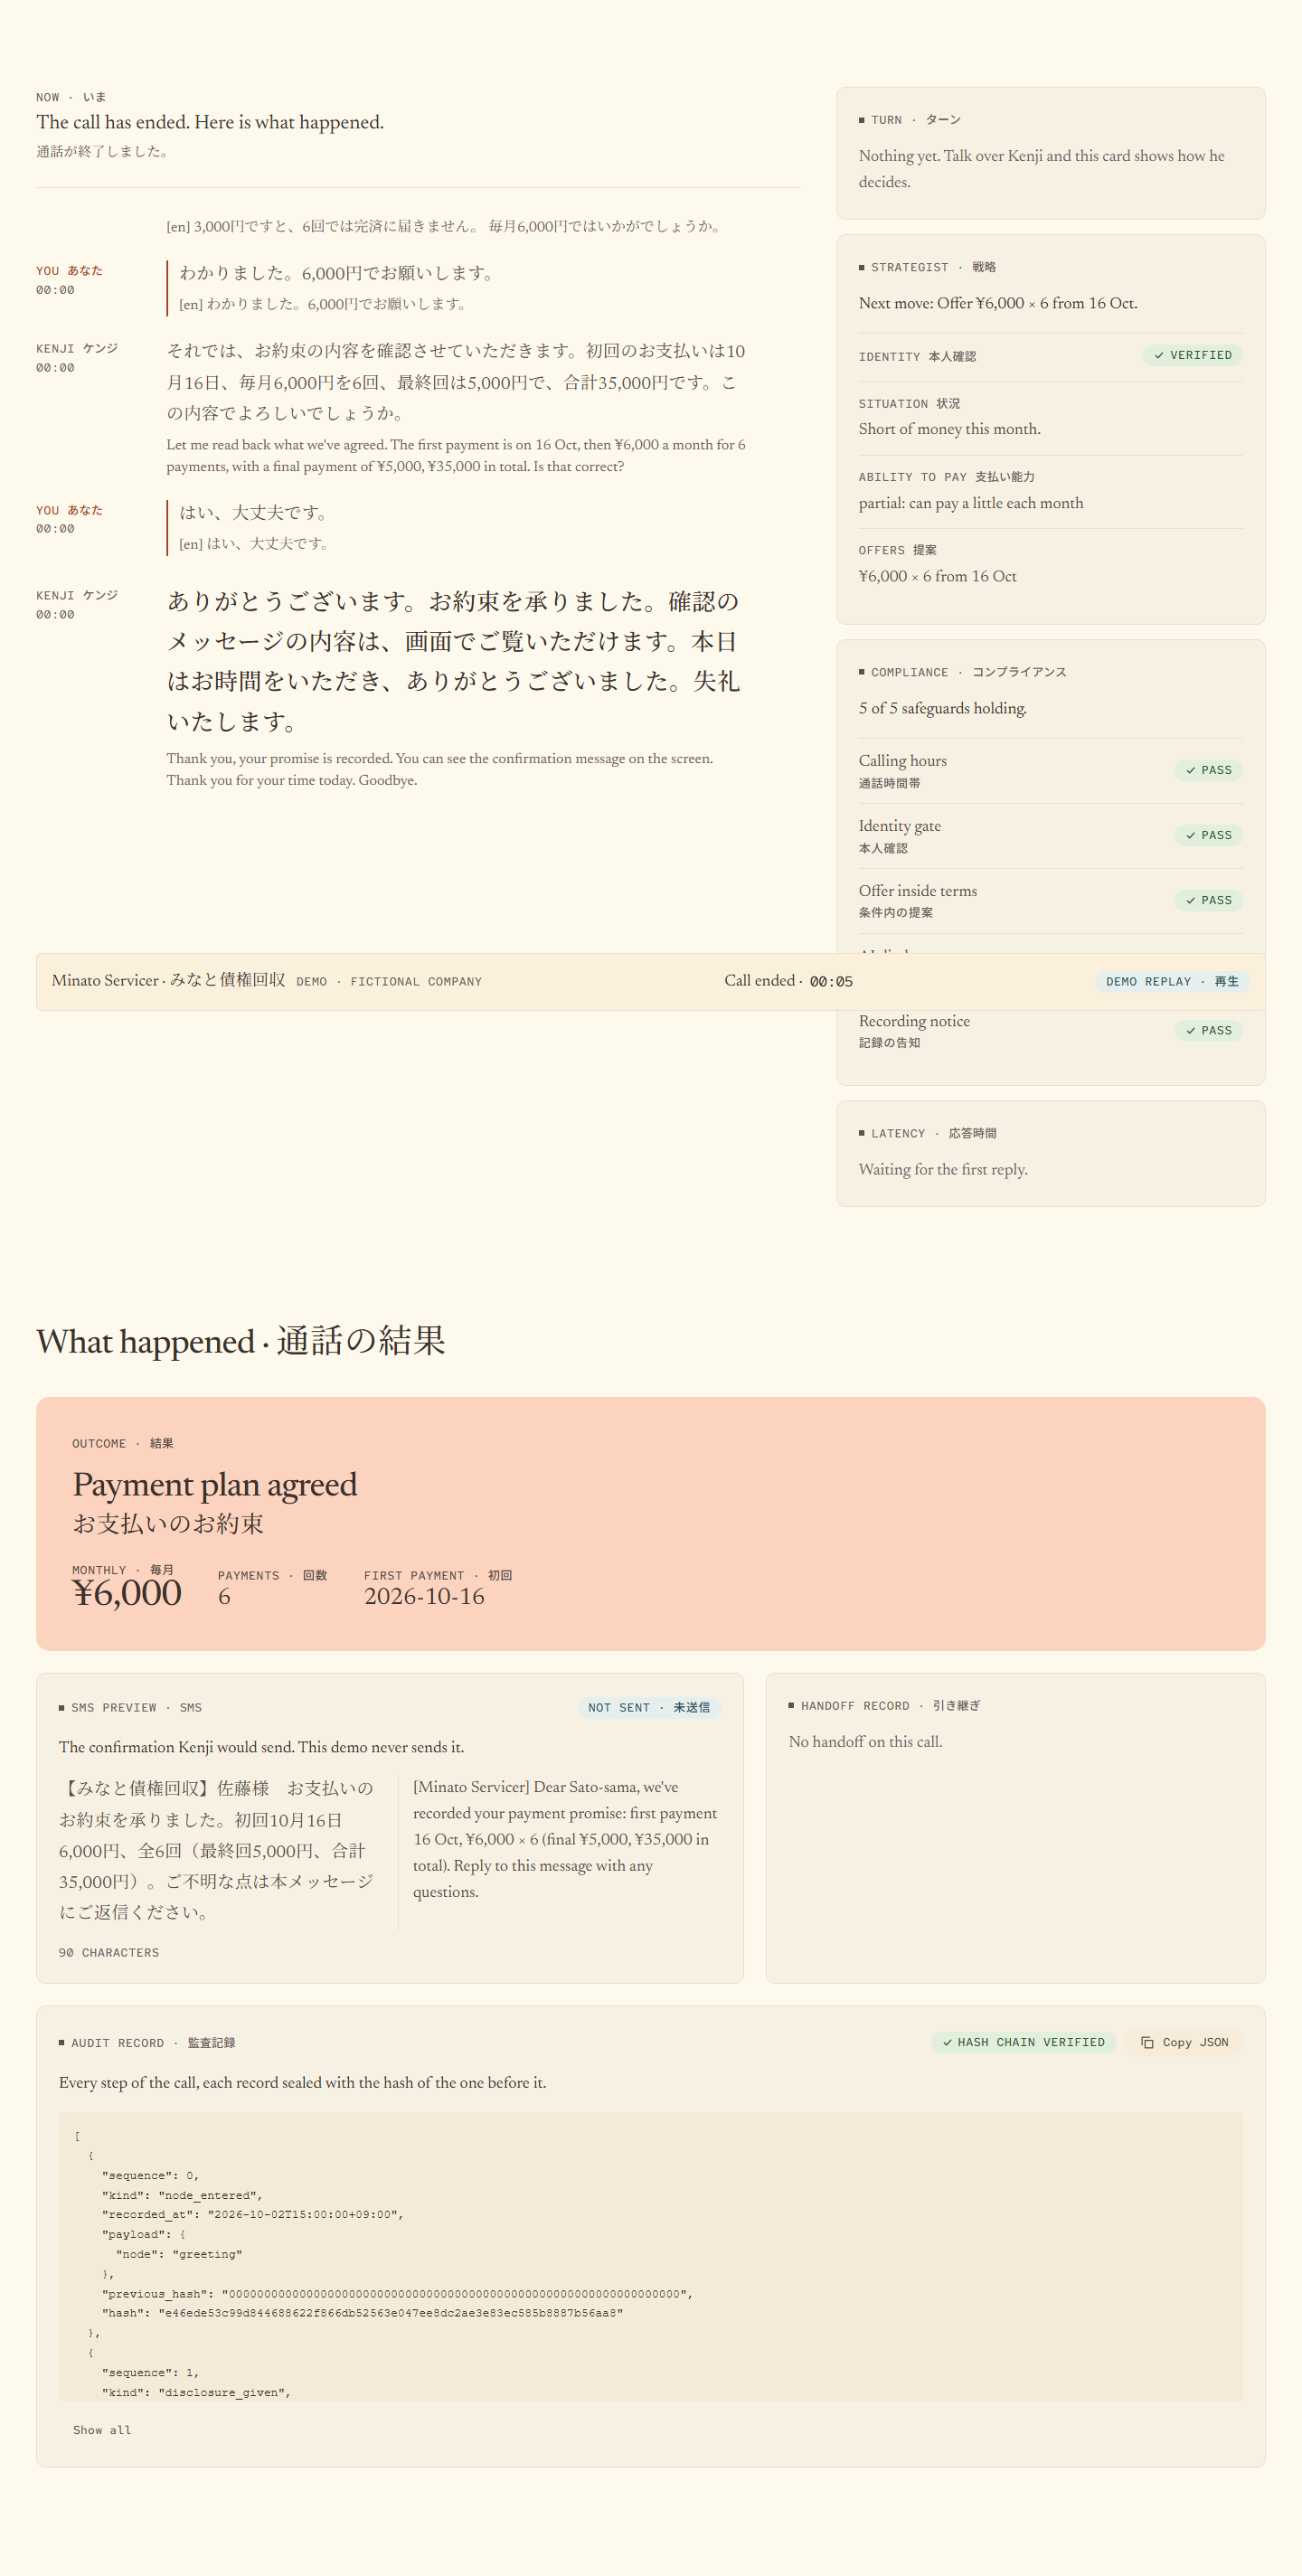 NOW · いま
The call has ended. Here is what happened.
通話が終了しました。
[en] 3,000円ですと、6回では完済に届きません。 毎月6,000円ではいかがでしょうか。
YOU あなた
00:00
わかりました。6,000円でお願いします。
[en] わかりました。6,000円でお願いします。
KENJI ケンジ
00:00
それでは、お約束の内容を確認させていただきます。初回のお支払いは10
月16日、毎月6,000円を6回、最終回は5,000円で、合計35,000円です。こ
の内容でよろしいでしょうか。
Let me read back what we've agreed. The first payment is on 16 Oct, then ¥6,000 a month for 6
payments, with a final payment of ¥5,000, ¥35,000 in total. Is that correct?
YOU あなた
00:00
はい、大丈夫です。
[en] はい、大丈夫です。
KENJI ケンジ
00:00
ありがとうございます。お約束を承りました。確認の
メッセージの内容は、画面でご覧いただけます。本日
はお時間をいただき、ありがとうございました。失礼
いたします。
Thank you, your promise is recorded. You can see the confirmation message on the screen.
Thank you for your time today. Goodbye.
TURN · ターン
Nothing yet. Talk over Kenji and this card shows how he
decides.
STRATEGIST · 戦略
Next move: Offer ¥6,000 × 6 from 16 Oct.
IDENTITY 本人確認
VERIFIED
SITUATION 状況
Short of money this month.
ABILITY TO PAY 支払い能力
partial: can pay a little each month
OFFERS 提案
¥6,000 × 6 from 16 Oct
COMPLIANCE · コンプライアンス
5 of 5 safeguards holding.
Calling hours
通話時間帯
PASS
Identity gate
本人確認
PASS
Offer inside terms
条件内の提案
PASS
Minato Servicer · みなと債権回収 DEMO · FICTIONAL COMPANY
Call ended · 00:05
DEMO REPLAY · 再生
Recording notice
記録の告知
PASS
LATENCY · 応答時間
Waiting for the first reply.
What happened · 通話の結果
OUTCOME · 結果
Payment plan agreed
お支払いのお約束
MONTHLY · 毎月
¥6,000
PAYMENTS · 回数
6
FIRST PAYMENT · 初回
2026-10-16
SMS PREVIEW · SMS
NOT SENT · 未送信
The confirmation Kenji would send. This demo never sends it.
【みなと債権回収】佐藤様　お支払いの
お約束を承りました。初回10月16日
6,000円、全6回（最終回5,000円、合計
35,000円）。ご不明な点は本メッセージ
にご返信ください。
[Minato Servicer] Dear Sato-sama, we've
recorded your payment promise: first payment
16 Oct, ¥6,000 × 6 (final ¥5,000, ¥35,000 in
total). Reply to this message with any
questions.
90 CHARACTERS
HANDOFF RECORD · 引き継ぎ
No handoff on this call.
AUDIT RECORD · 監査記録
HASH CHAIN VERIFIED
Copy JSON
Every step of the call, each record sealed with the hash of the one before it.
[
{
"sequence": 0,
"kind": "node_entered",
"recorded_at": "2026-10-02T15:00:00+09:00",
"payload": {
"node": "greeting"
},
"previous_hash": "0000000000000000000000000000000000000000000000000000000000000000",
"hash": "e46ede53c99d844688622f866db52563e047ee8dc2ae3e83ec585b8887b56aa8"
},
{
"sequence": 1,
"kind": "disclosure_given",
Show all